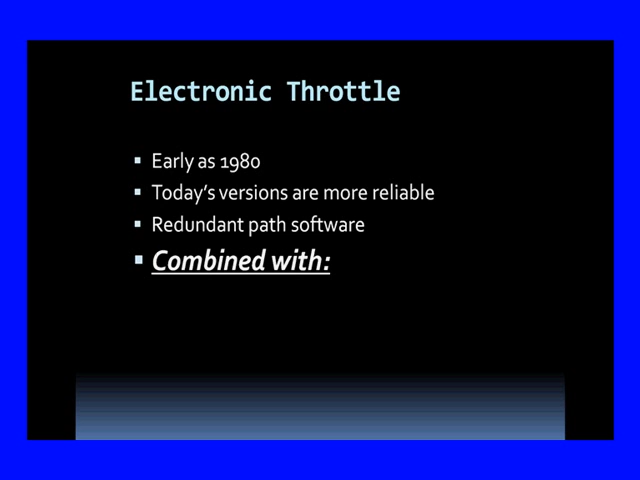 Electronic Throttle
Early as 1980
Today's versions are more reliable
Redundant path software
Combined with: